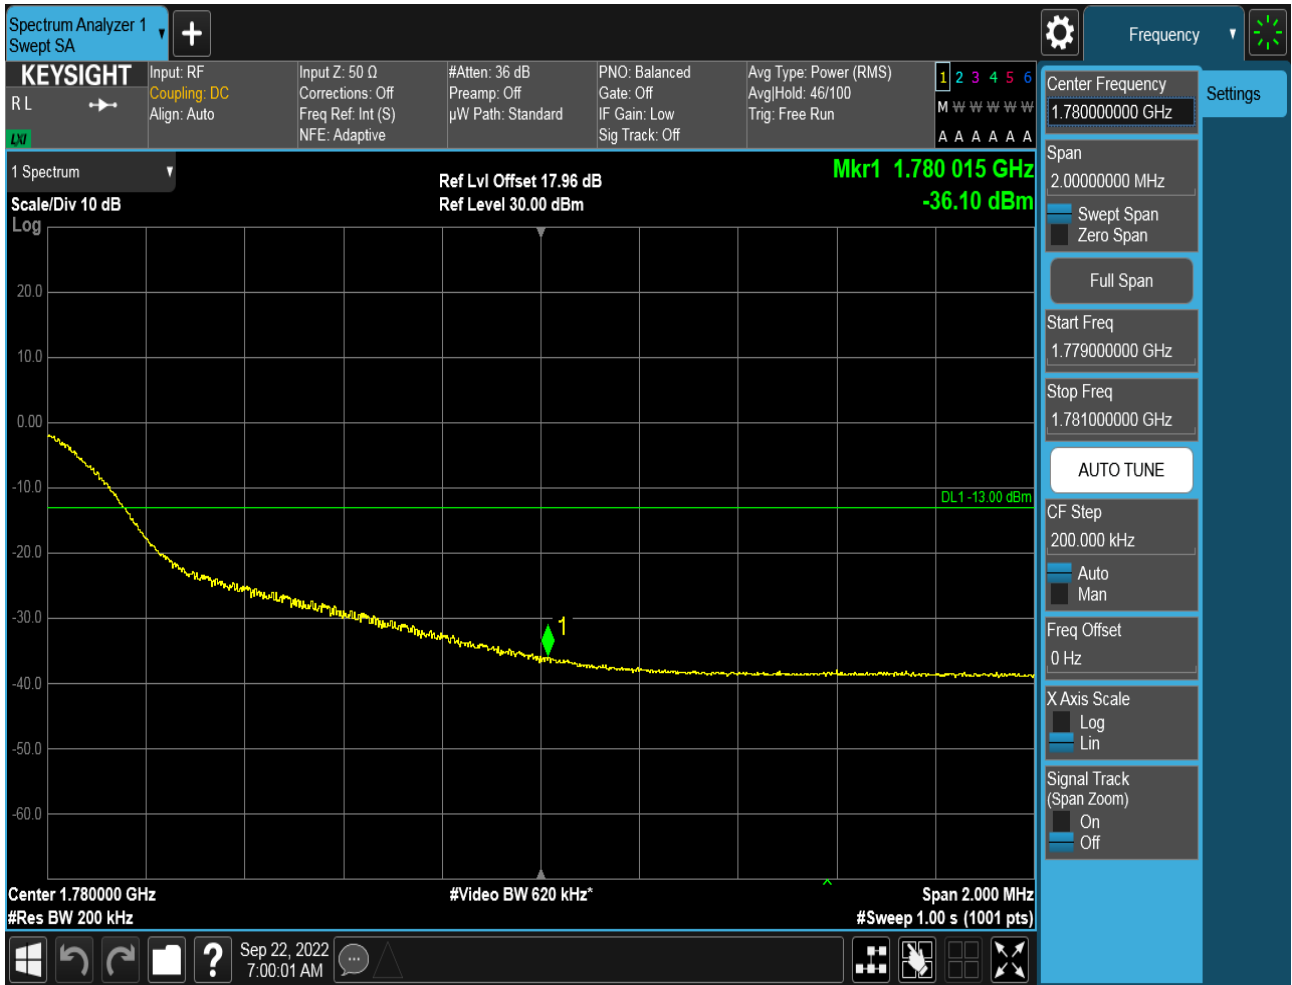 Spectrum Analyzer 1
Swept SA
Frequency
KEYSIGHT
R L
LXI
Input: RF
Coupling: DC
Align: Auto
Input Z: 50 Ω
Corrections: Off
Freq Ref: Int (S)
NFE: Adaptive
#Atten: 36 dB
Preamp: Off
µW Path: Standard
PNO: Balanced
Gate: Off
IF Gain: Low
Sig Track: Off
Avg Type: Power (RMS)
Avg|Hold: 46/100
Trig: Free Run
1 2 3 4 5 6
M W W W W W
A A A A A A
1 Spectrum
Scale/Div 10 dB
Log
Ref Lvl Offset 17.96 dB
Ref Level 30.00 dBm
Mkr1 1.780 015 GHz
-36.10 dBm
20.0
10.0
0.00
-10.0
-20.0
-30.0
-40.0
-50.0
-60.0
DL1 -13.00 dBm
1
Center 1.780000 GHz
#Res BW 200 kHz
#Video BW 620 kHz*
Span 2.000 MHz
#Sweep 1.00 s (1001 pts)
Sep 22, 2022
7:00:01 AM
Center Frequency
1.780000000 GHz
Settings
Span
2.00000000 MHz
Swept Span
Zero Span
Full Span
Start Freq
1.779000000 GHz
Stop Freq
1.781000000 GHz
AUTO TUNE
CF Step
200.000 kHz
Auto
Man
Freq Offset
0 Hz
X Axis Scale
Log
Lin
Signal Track
(Span Zoom)
On
Off